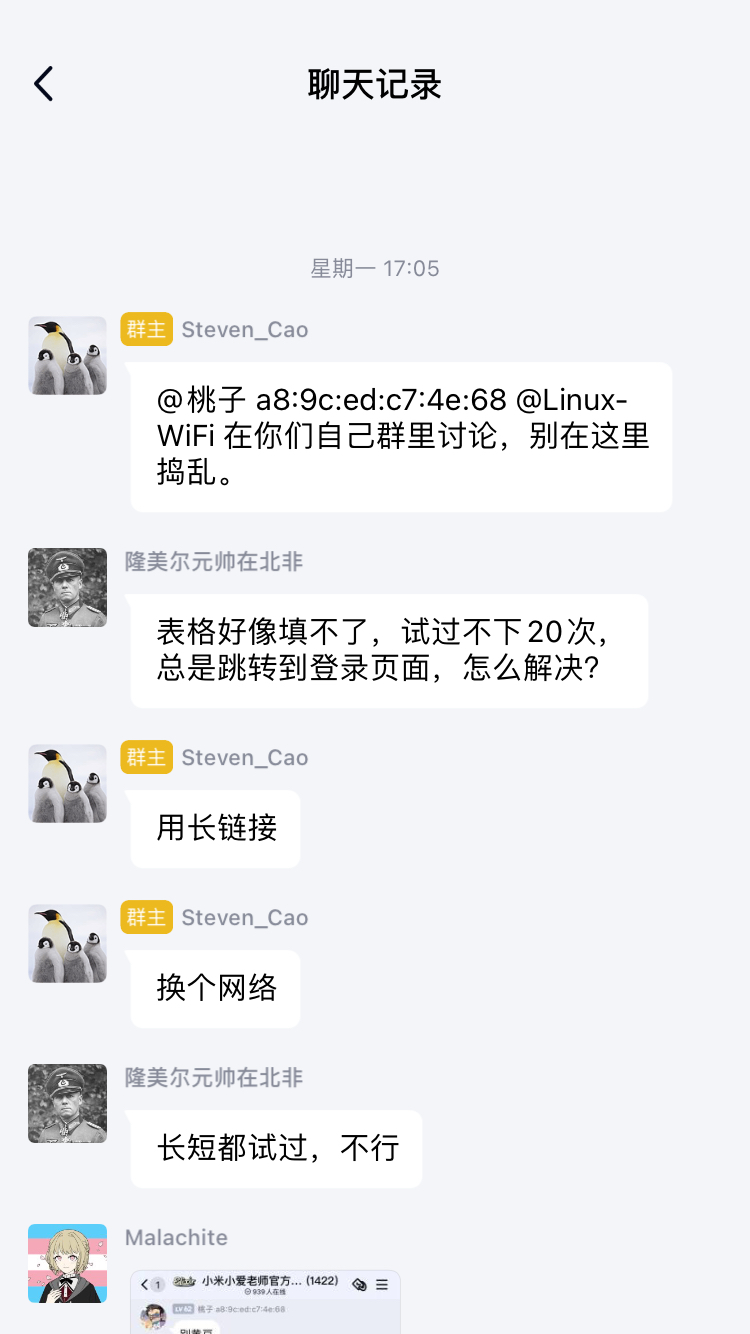 聊天记录
星期一 17:05
群主 Steven_Cao
@桃子 a8:9c:ed:c7:4e:68 @Linux-
WiFi 在你们自己群里讨论，别在这里
捣乱。
隆美尔元帅在北非
表格好像填不了，试过不下20次，
总是跳转到登录页面，怎么解决？
群主 Steven_Cao
用长链接
群主 Steven_Cao
换个网络
隆美尔元帅在北非
长短都试过，不行
Malachite
1 小米小爱老师官方... (1422)
939人在线
LV 62 桃子 a8:9c:ed:c7:4e:68